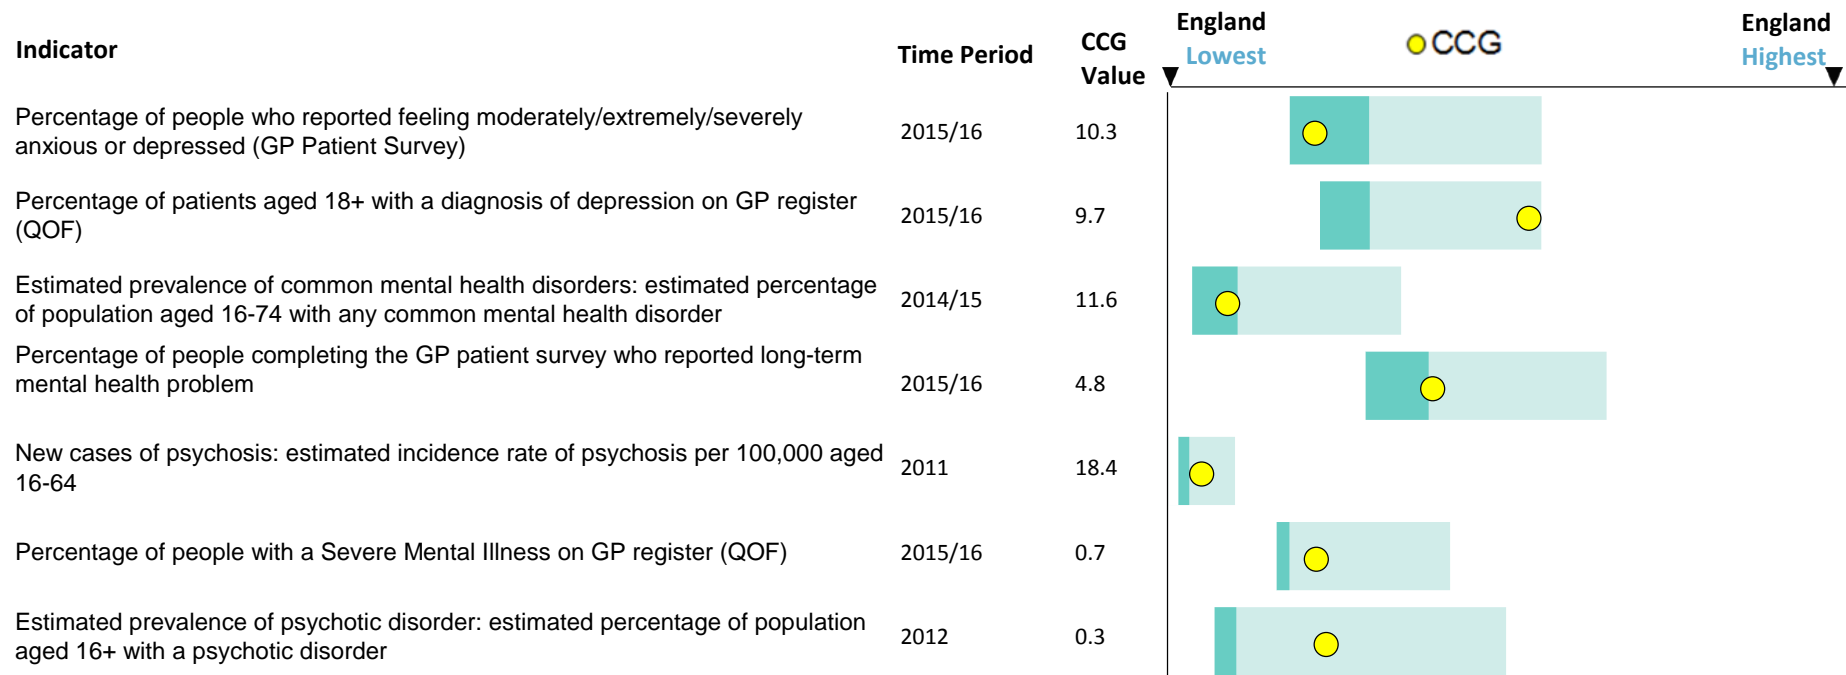 Indicator
Time Period
CCG
Value
England
Lowest
CCG
England
Highest
Percentage of people who reported feeling moderately/extremely/severely
anxious or depressed (GP Patient Survey)
2015/16
10.3
Percentage of patients aged 18+ with a diagnosis of depression on GP register
(QOF)
2015/16
9.7
Estimated prevalence of common mental health disorders: estimated percentage
of population aged 16-74 with any common mental health disorder
2014/15
11.6
Percentage of people completing the GP patient survey who reported long-term
mental health problem
2015/16
4.8
New cases of psychosis: estimated incidence rate of psychosis per 100,000 aged
16-64
2011
18.4
Percentage of people with a Severe Mental Illness on GP register (QOF)
2015/16
0.7
Estimated prevalence of psychotic disorder: estimated percentage of population
aged 16+ with a psychotic disorder
2012
0.3